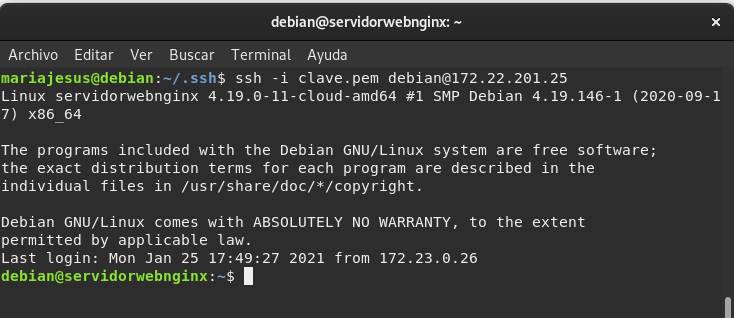 debian@servidorwebnginx: ~
Archivo Editar Ver Buscar Terminal Ayuda
mariajesus@debian:~/.ssh$ ssh -i clave.pem debian@172.22.201.25
Linux servidorwebnginx 4.19.0-11-cloud-amd64 #1 SMP Debian 4.19.146-1 (2020-09-1
7) x86_64
The programs included with the Debian GNU/Linux system are free software;
the exact distribution terms for each program are described in the
individual files in /usr/share/doc/*/copyright.
Debian GNU/Linux comes with ABSOLUTELY NO WARRANTY, to the extent
permitted by applicable law.
Last login: Mon Jan 25 17:49:27 2021 from 172.23.0.26
debian@servidorwebnginx:~$